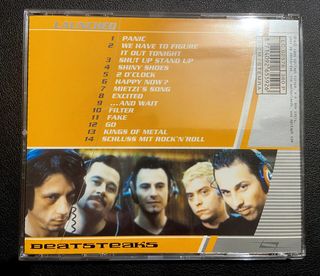 LAUNCHED
1 PANIC
2 WE HAVE TO FIGURE
IT OUT TONIGHT
3 SHUT UP STAND UP
4 SHINY SHOES
5 2 O'CLOCK
6 HAPPY NOW?
7 MIETZI'S SONG
8 EXCITED
9 ...AND WAIT
10 FILTER
11 FAKE
12 GO
13 KINGS OF METAL
14 SCHLUSS MIT ROCK'N'ROLL
BEATSTEAKS